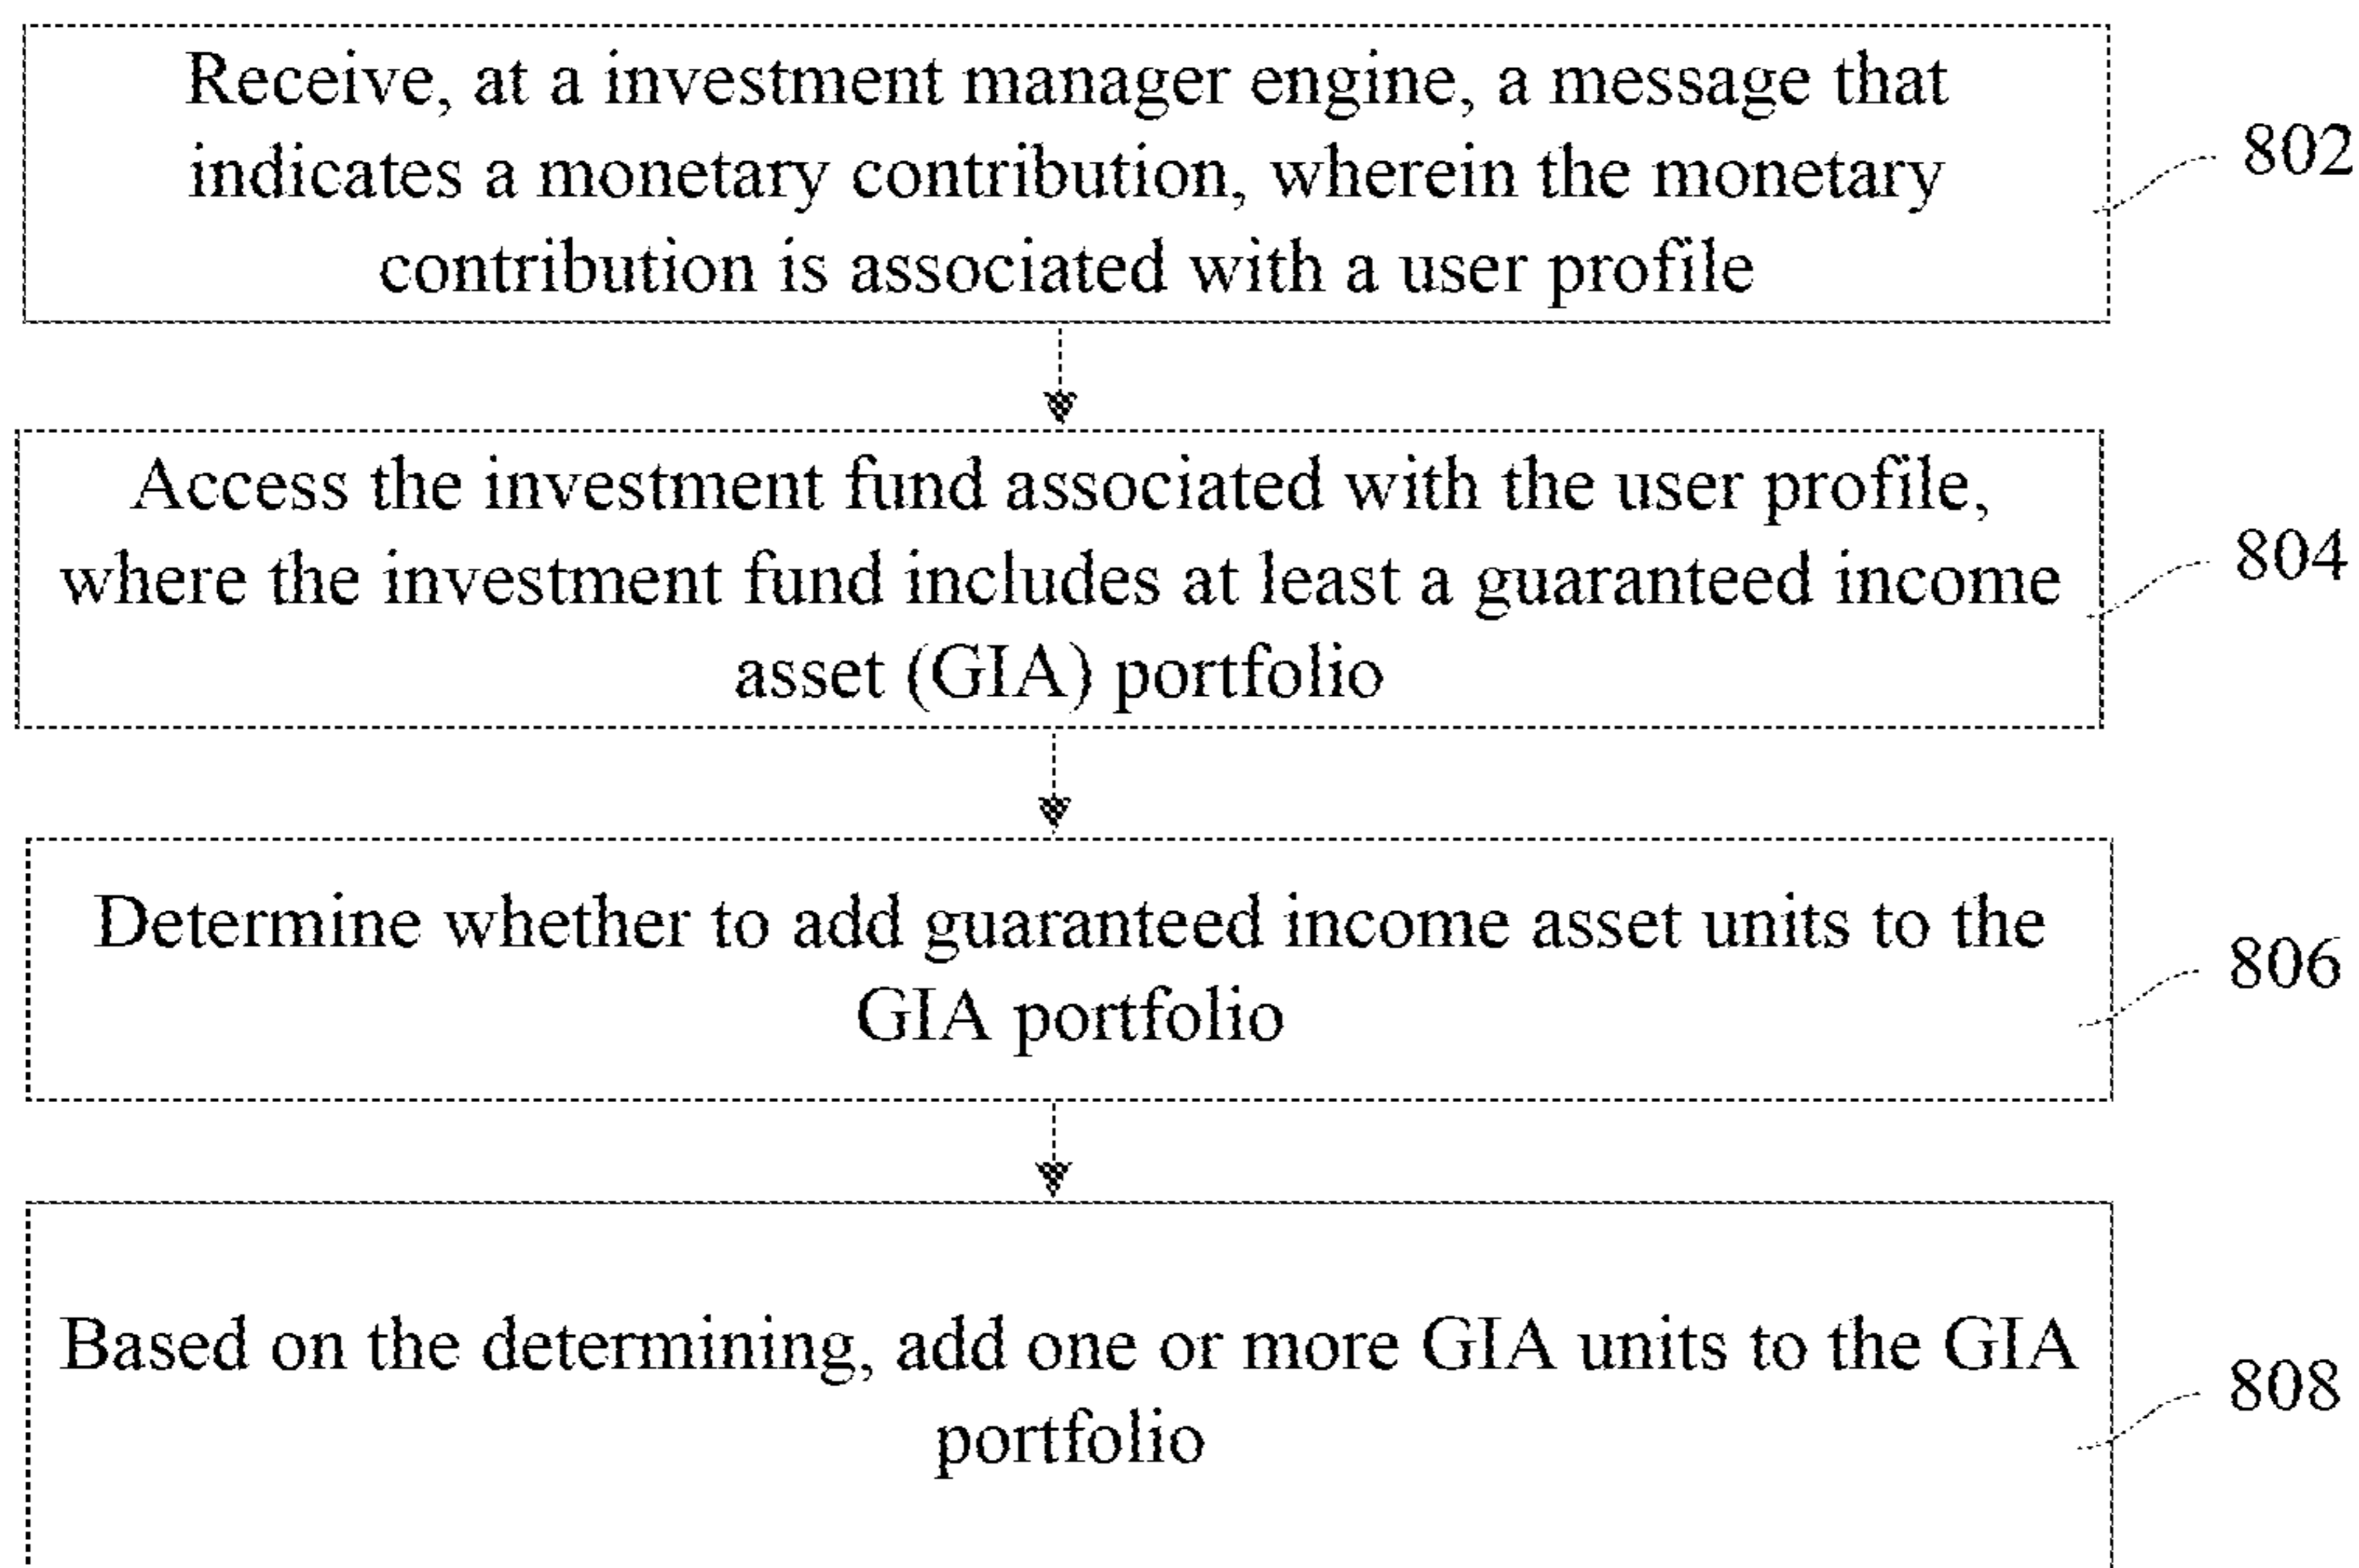 Receive, at a investment manager engine, a message that
indicates a monetary contribution, wherein the monetary
contribution is associated with a user profile
802
Access the investment fund associated with the user profile,
where the investment fund includes at least a guaranteed income
asset (GIA) portfolio
804
Determine whether to add guaranteed income asset units to the
GIA portfolio
806
Based on the determining, add one or more GIA units to the GIA
portfolio
808